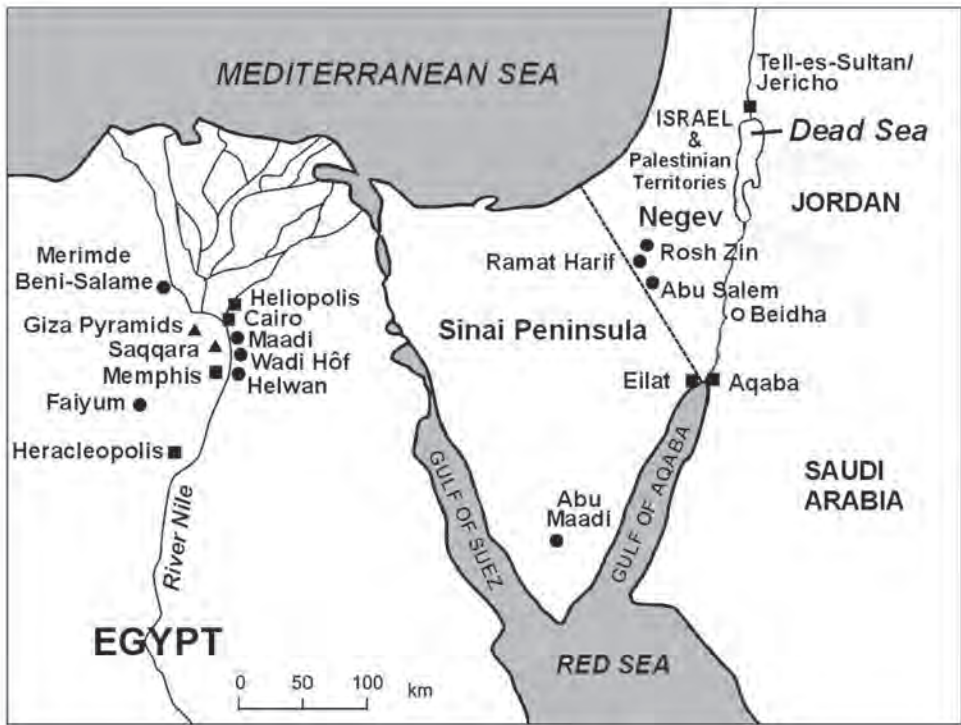 MEDITERRANEAN SEA
Tell-es-Sultan/
Jericho
ISRAEL
&
Palestinian
Territories
Dead Sea
JORDAN
Negev
Merimde
Beni-Salame
Ramat Harif
Rosh Zin
Abu Salem
Heliopolis
Cairo
Giza Pyramids
Maadi
Saqqara
Wadi Hôf
Memphis
Helwan
Sinai Peninsula
Beidha
Faiyum
Eilat
Aqaba
Heracleopolis
GULF OF SUEZ
GULF OF AQABA
SAUDI
ARABIA
Abu
Maadi
River Nile
EGYPT
RED SEA
0 50 100
km